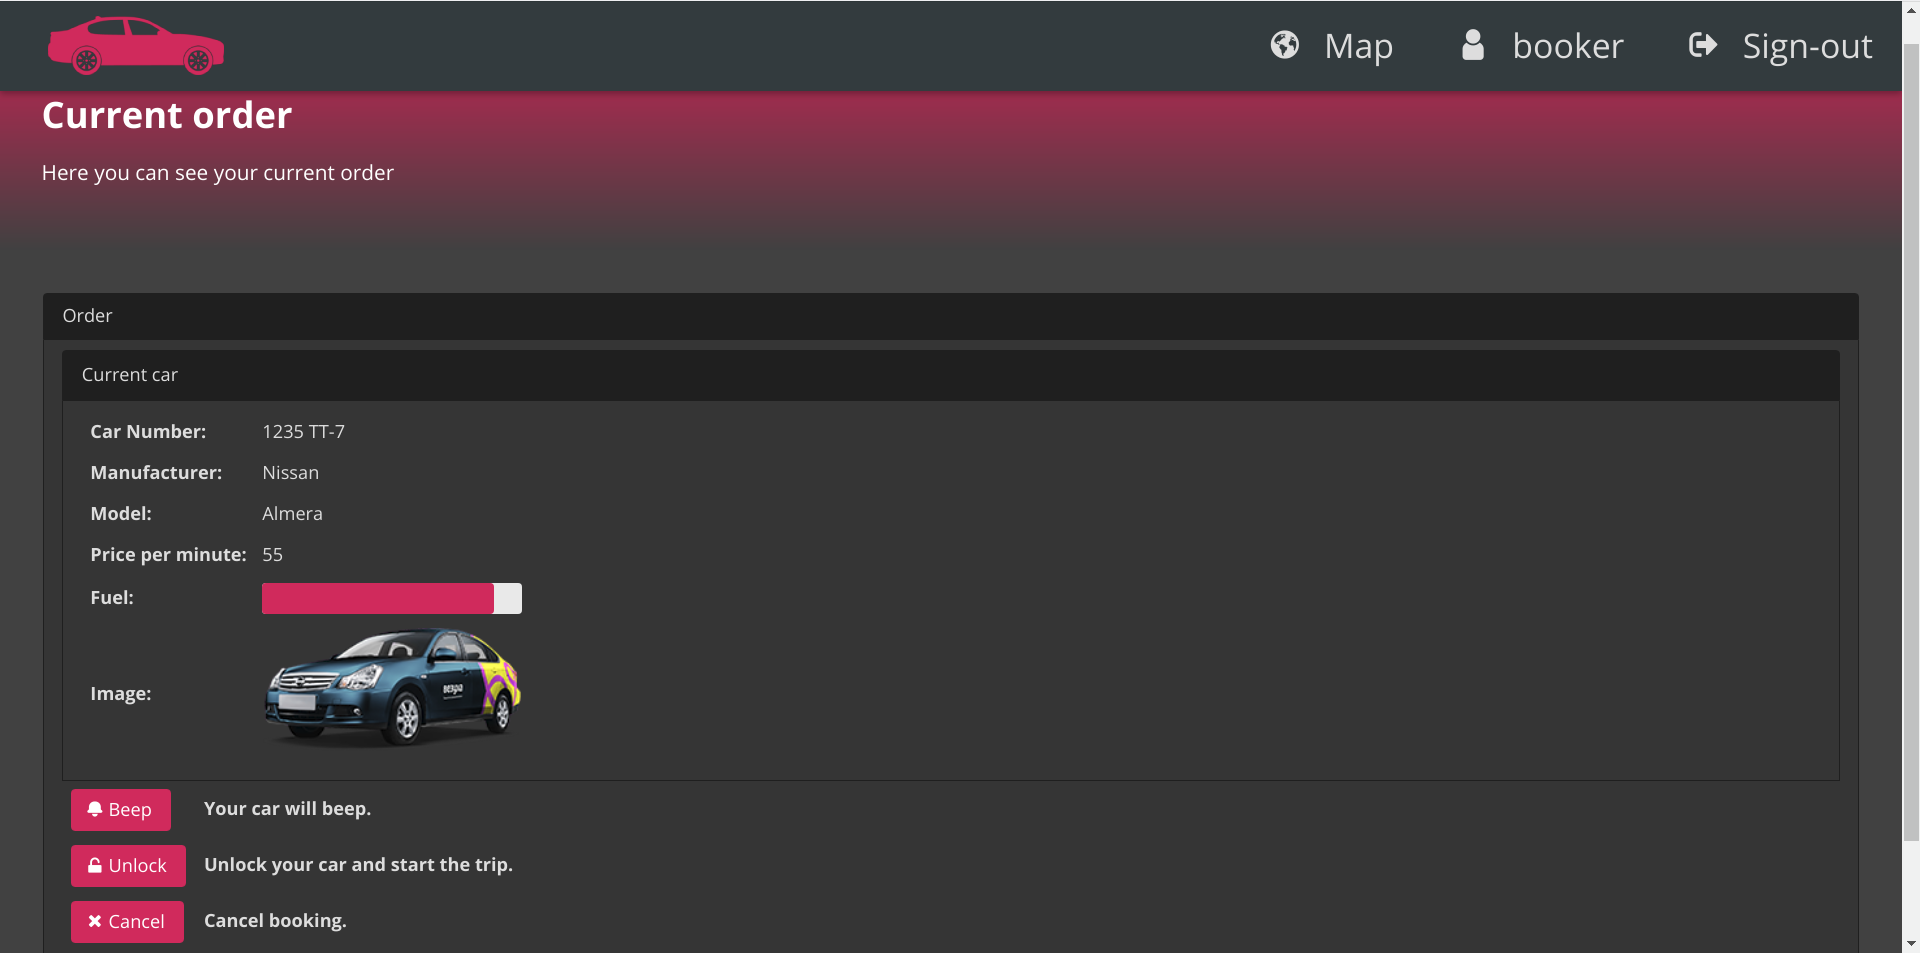 Map booker Sign-out
Current order
Here you can see your current order
Order
Current car
Car Number: 1235 TT-7
Manufacturer: Nissan
Model: Almera
Price per minute: 55
Fuel:
Image:
Beep Your car will beep.
Unlock Unlock your car and start the trip.
Cancel Cancel booking.